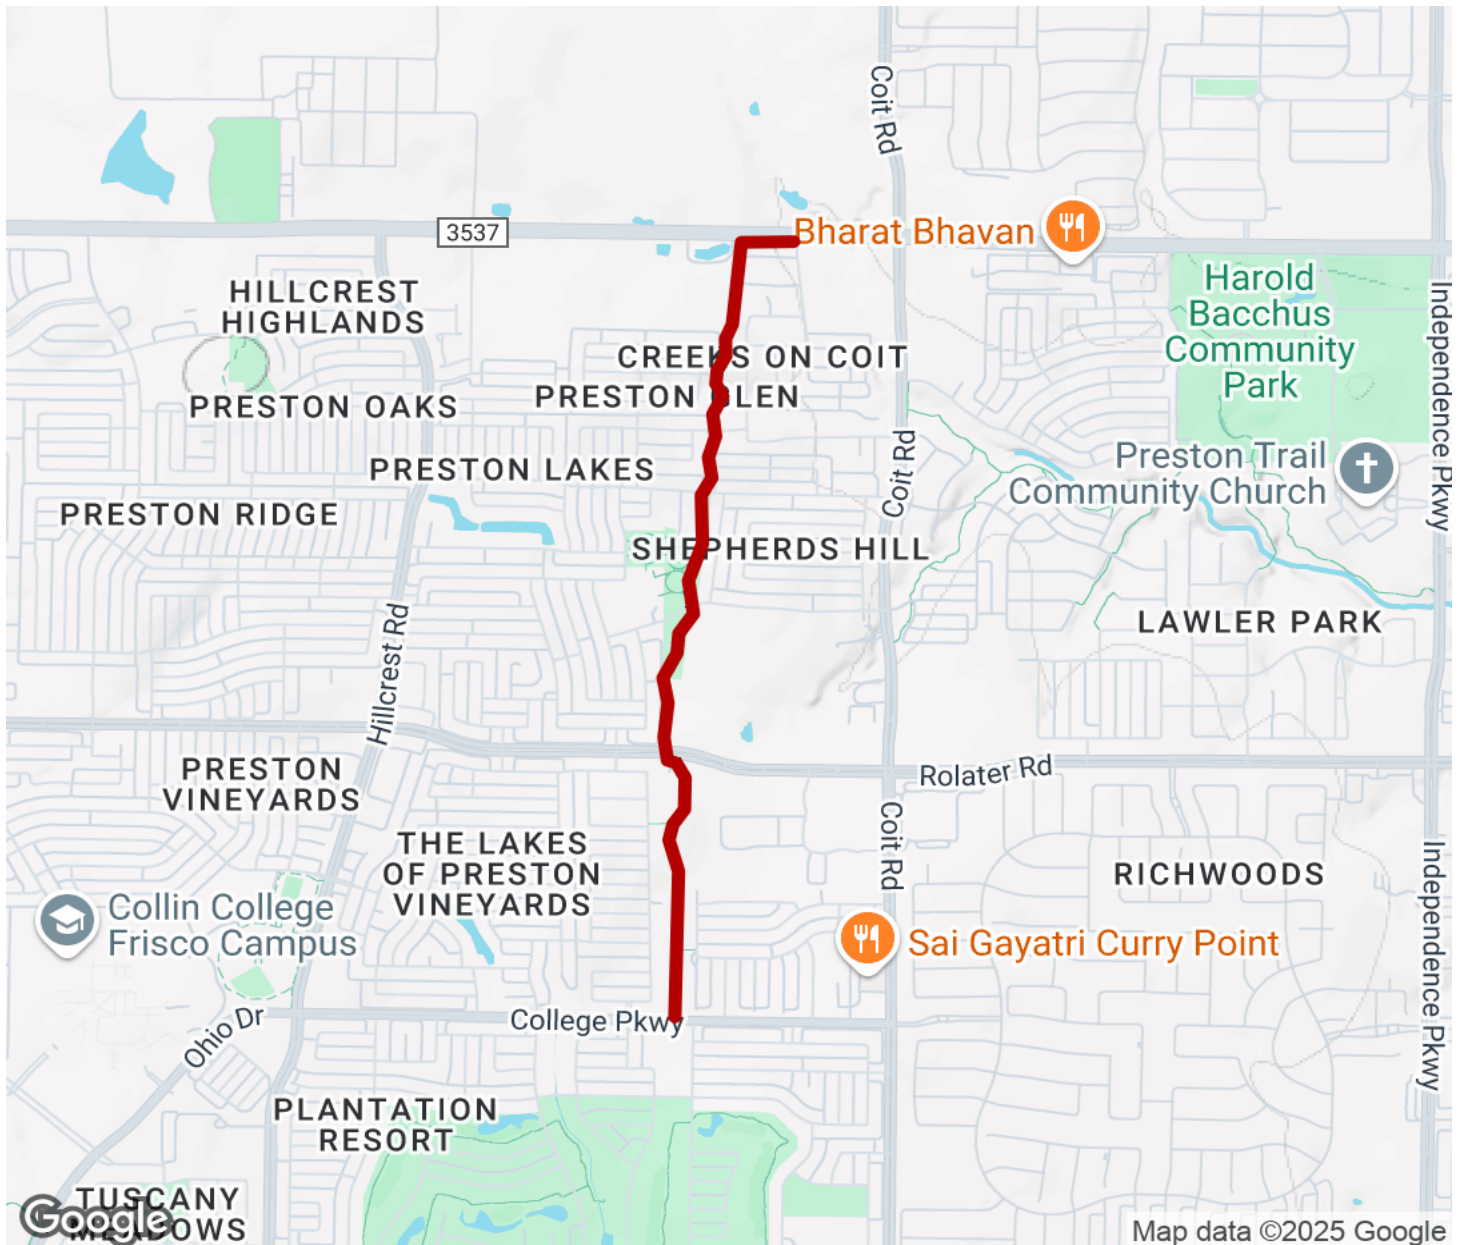 Coit Rd
Bharat Bhavan
3537
HILLCREST
HIGHLANDS
Harold
Bacchus
Community
Park
Independence Pkwy
CREEKS ON COIT
PRESTON GLEN
PRESTON OAKS
Coit Rd
PRESTON LAKES
Preston Trail
Community Church
PRESTON RIDGE
SHEPHERDS HILL
Hillcrest Rd
LAWLER PARK
PRESTON
VINEYARDS
Rolater Rd
Coit Rd
THE LAKES
OF PRESTON
VINEYARDS
RICHWOODS
Independence Pkwy
Collin College
Frisco Campus
Sai Gayatri Curry Point
Ohio Dr
College Pkwy
PLANTATION
RESORT
TUSCANY
MEADOWS
Google
Map data ©2025 Google